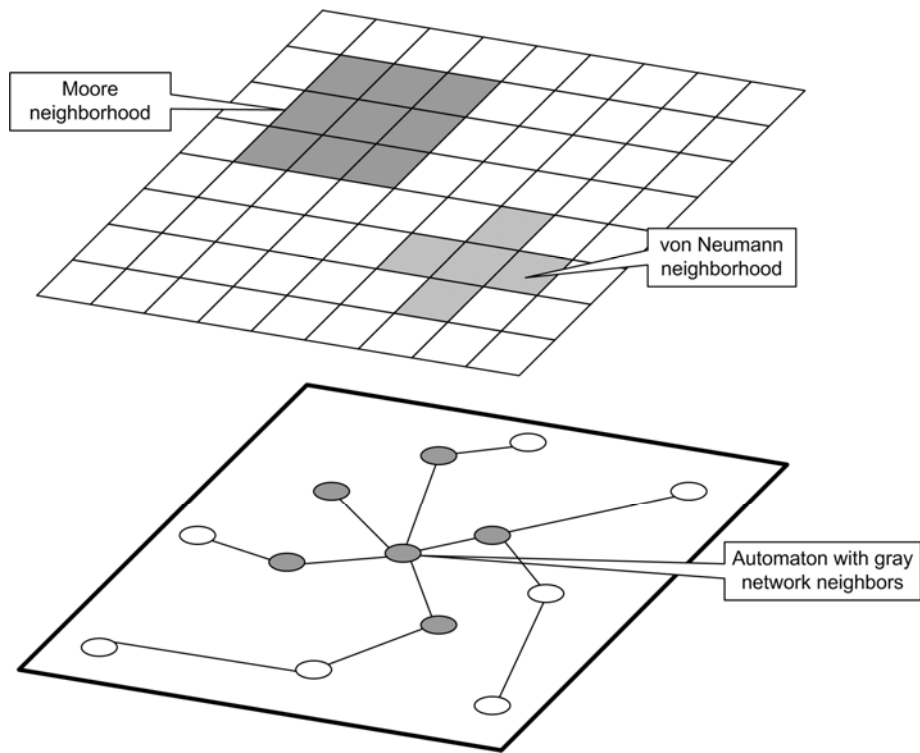 Moore
neighborhood
von Neumann
neighborhood
Automaton with gray
network neighbors